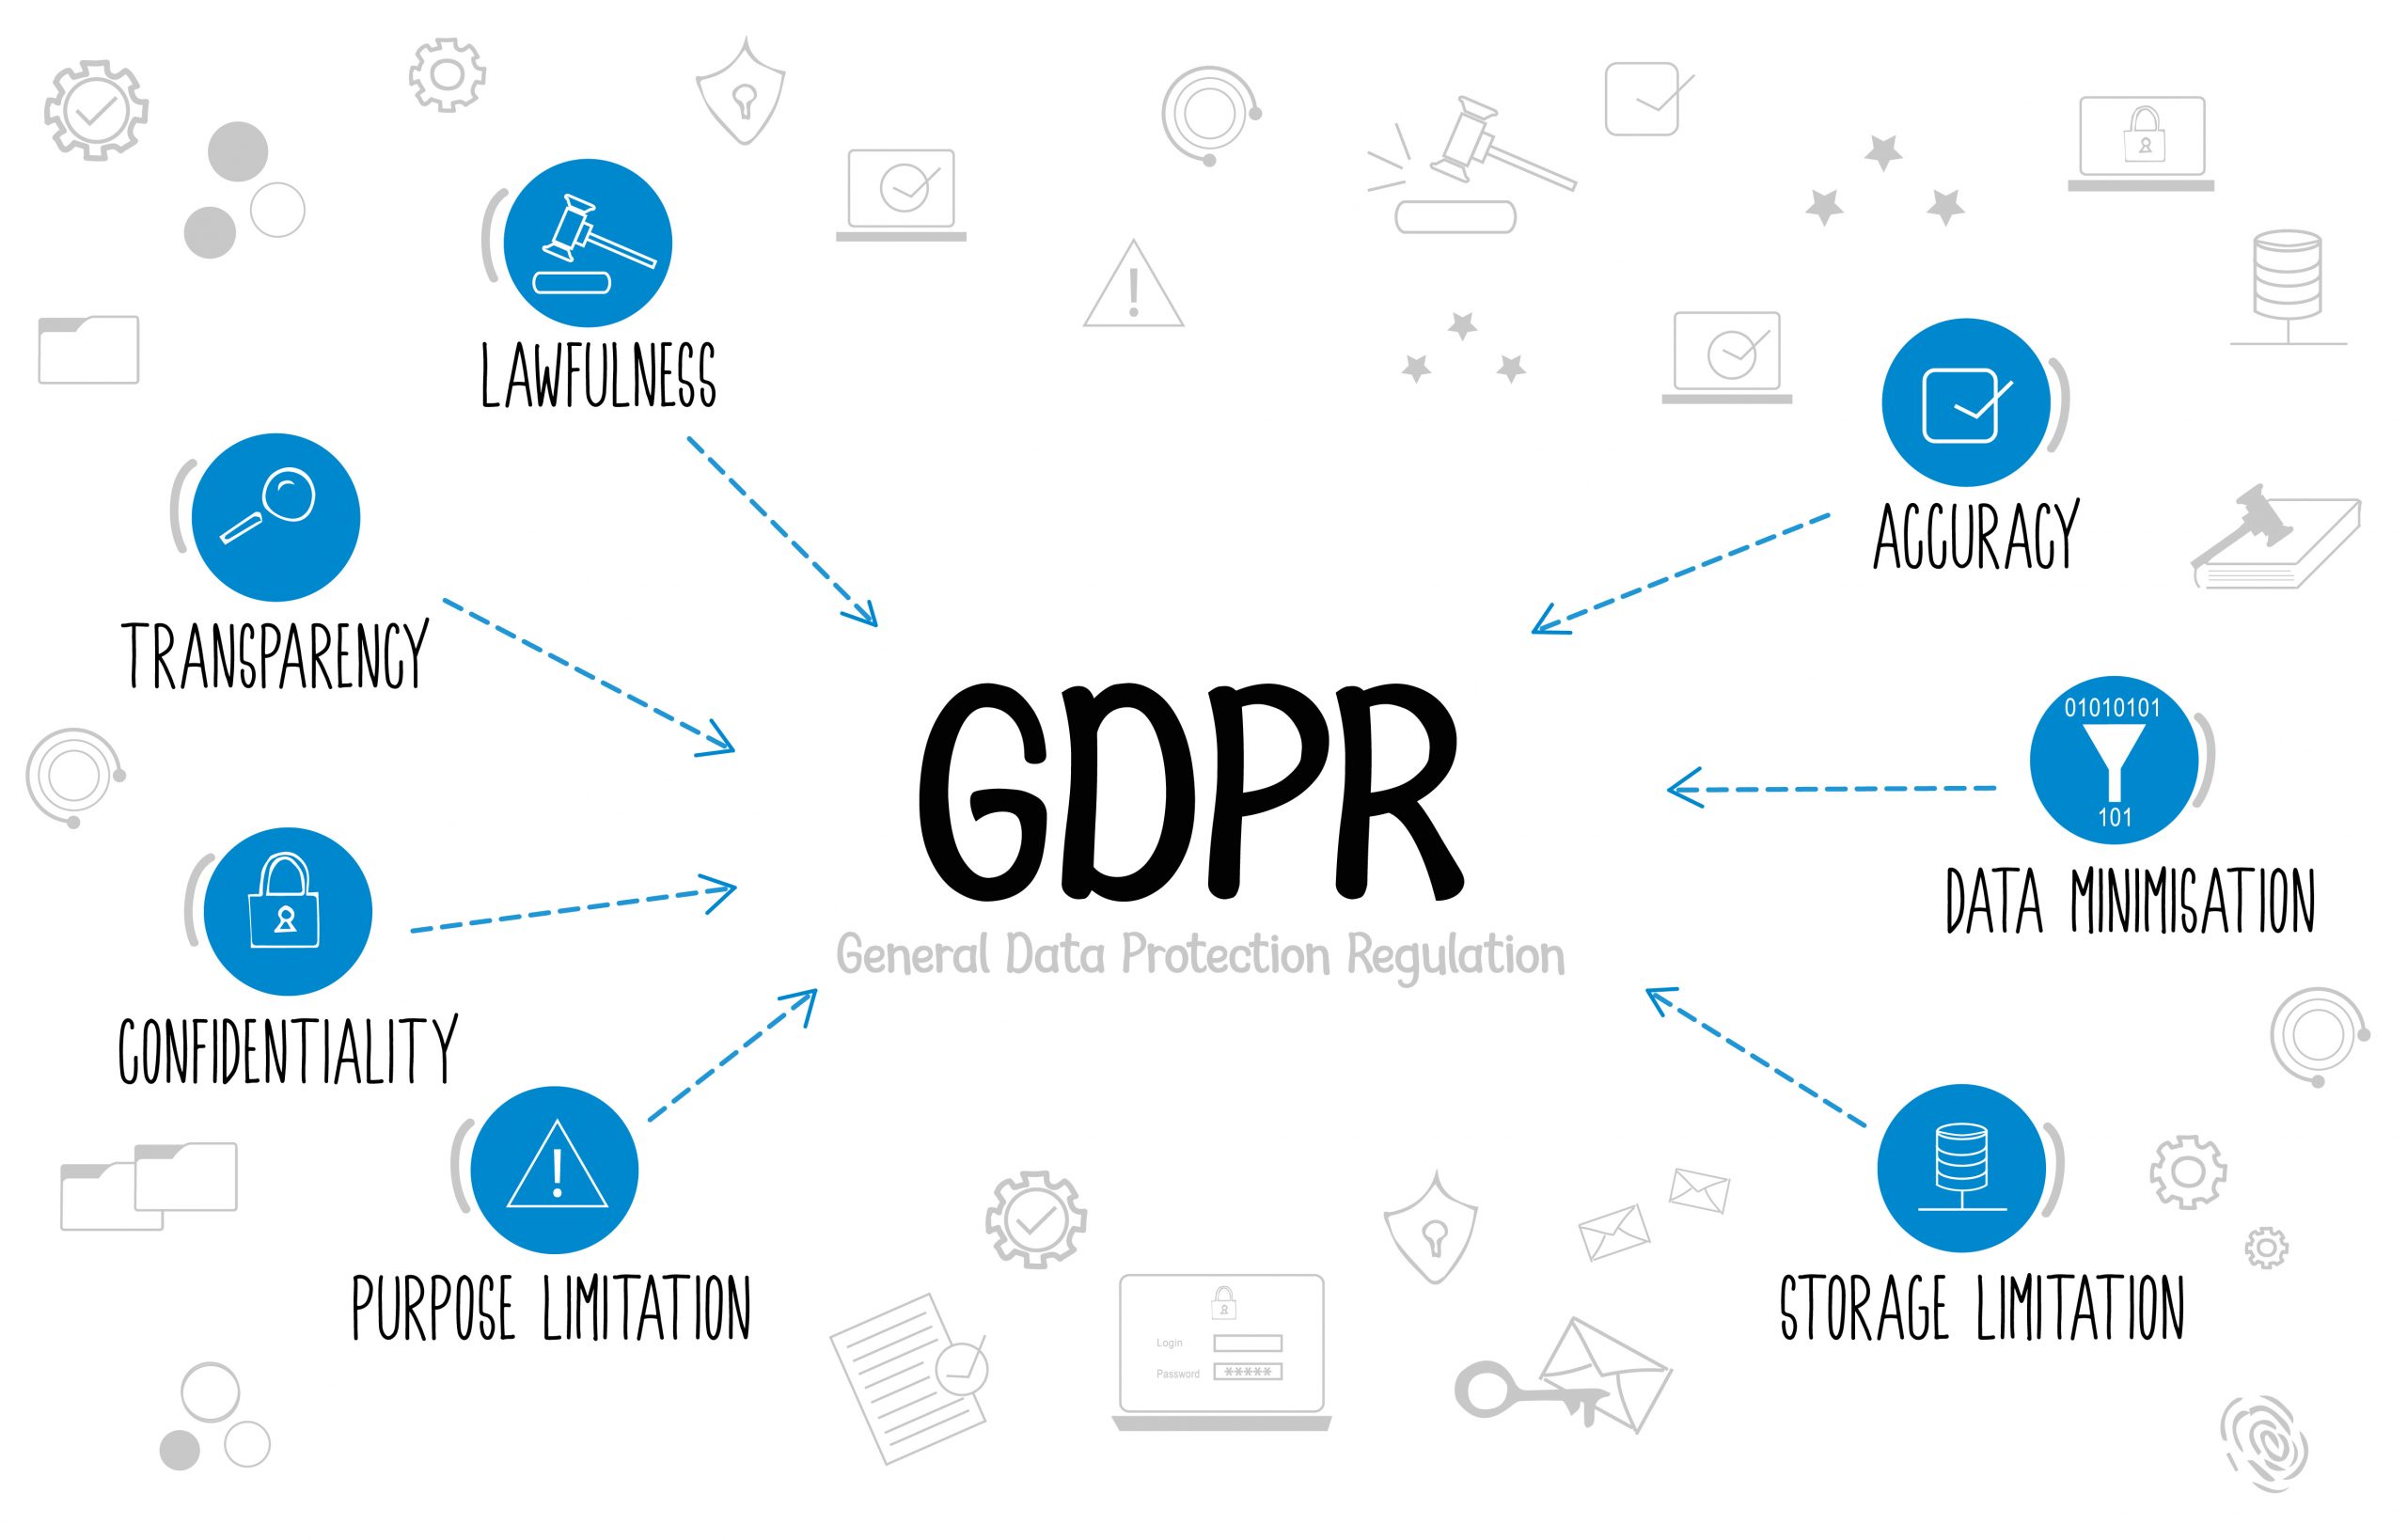 LAWFULNESS
ACCURACY
TRANSPARENCY
GDPR
General Data Protection Regulation
01010101
101
DATA MINIMISATION
CONFIDENTIALITY
PURPOSE LIMITATION
STORAGE LIMITATION
Login
Password *****